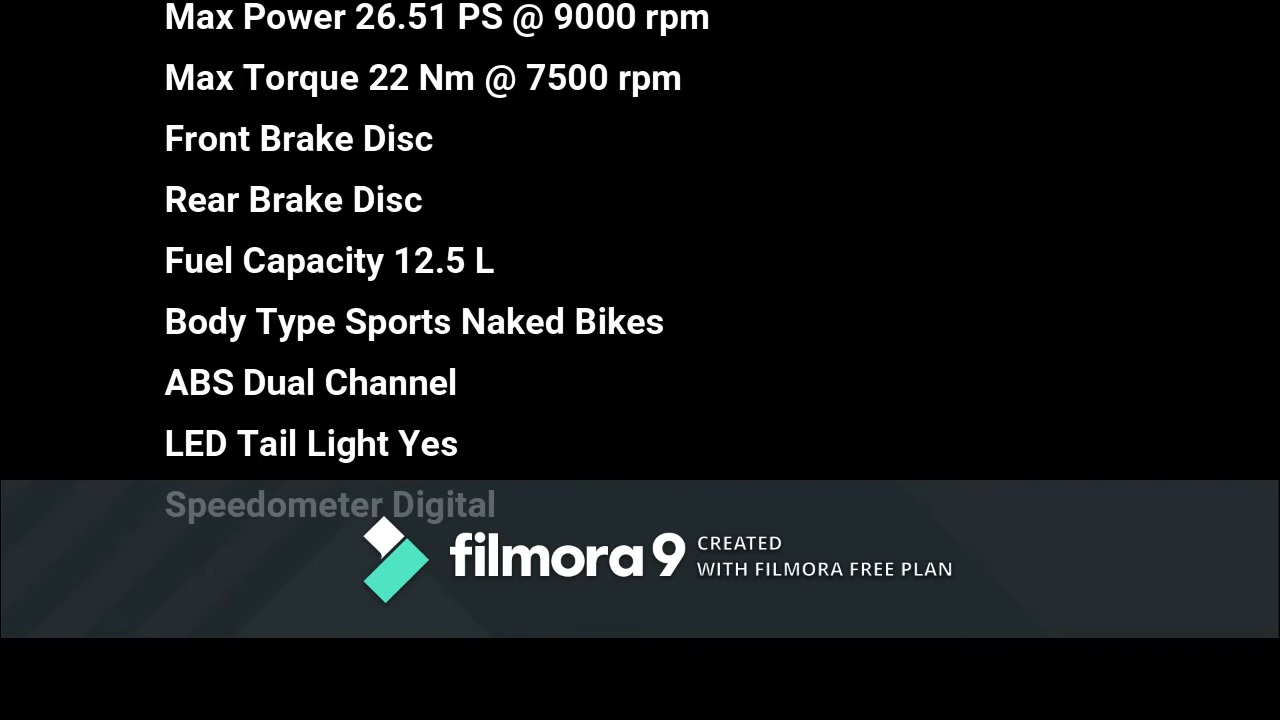 Max Power 26.51 PS @ 9000 rpm
Max Torque 22 Nm @ 7500 rpm
Front Brake Disc
Rear Brake Disc
Fuel Capacity 12.5 L
Body Type Sports Naked Bikes
ABS Dual Channel
LED Tail Light Yes
Speedometer Digital
filmora 9 CREATED
WITH FILMORA FREE PLAN